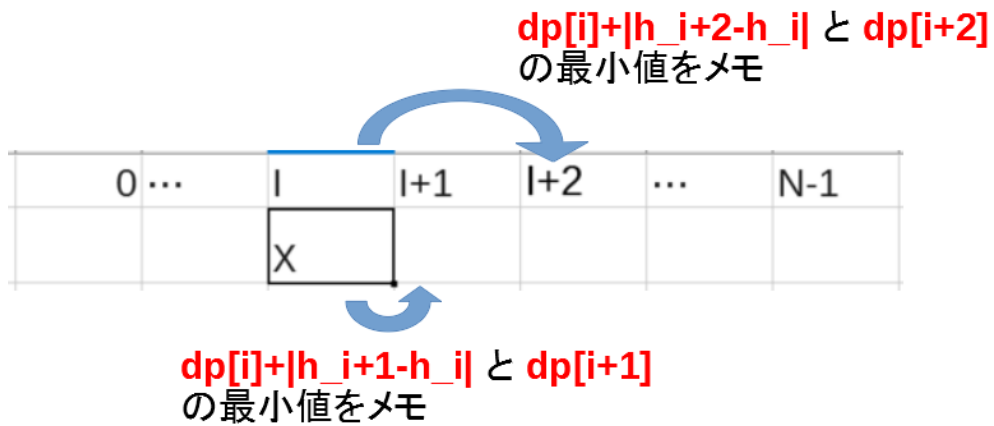 dp[i]+|h_i+2-h_i| と dp[i+2]
の最小値をメモ
0 … I I+1 I+2 … N-1
X
dp[i]+|h_i+1-h_i| と dp[i+1]
の最小値をメモ